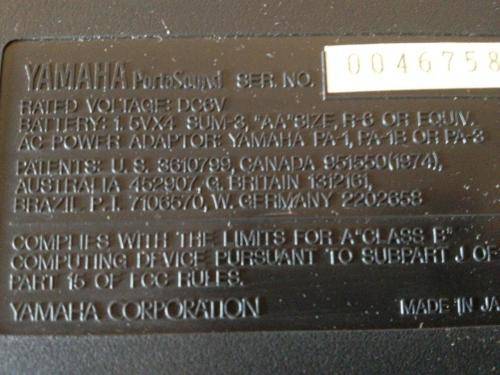 YAMAHA PortaSound SER. NO. 0046758
RATED VOLTAGE: DC6V
BATTERY: 1.5VX4 SUM-3, "AA" SIZE, R-6 OR EQUIV.
AC POWER ADAPTOR: YAMAHA PA-1, PA-1B OR PA-3
PATENTS: U.S. 3610799, CANADA 951550(1974),
AUSTRALIA 452907, G. BRITAIN 1312161,
BRAZIL P.I. 7106570, W. GERMANY 2202658
COMPLIES WITH THE LIMITS FOR A "CLASS B"
COMPUTING DEVICE PURSUANT TO SUBPART J OF
PART 15 OF FCC RULES.
YAMAHA CORPORATION MADE IN JA